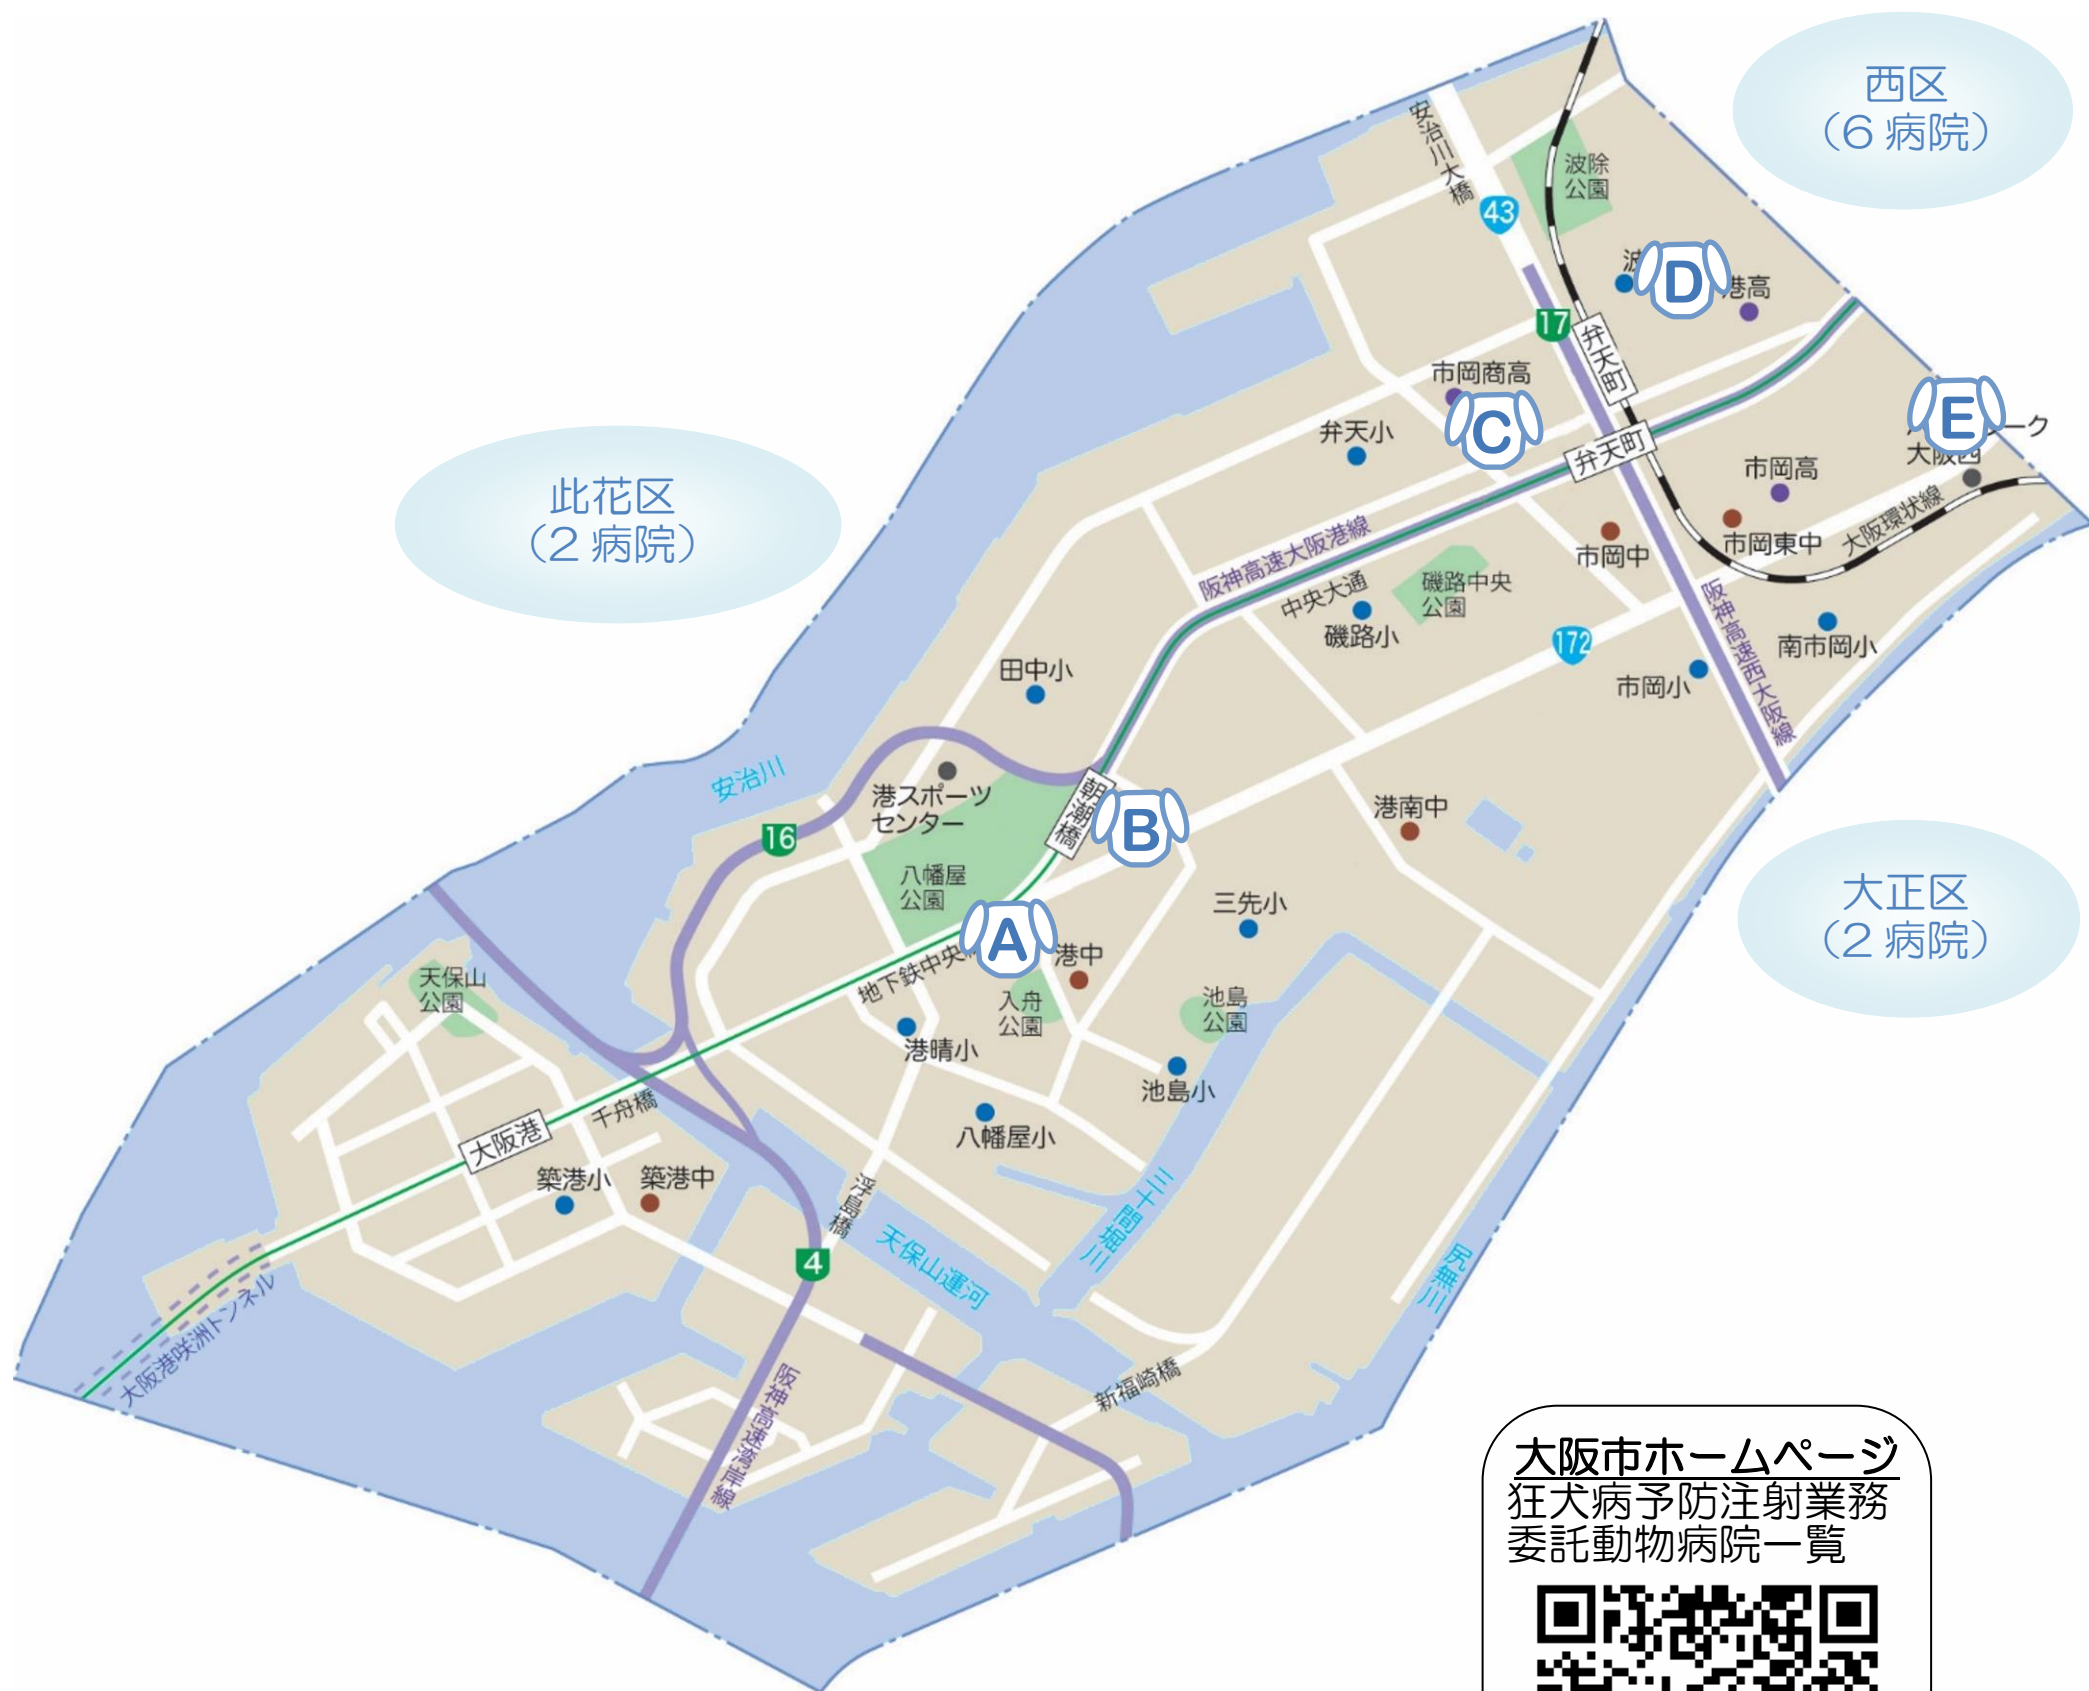 西区
（6 病院）
安治川大橋
波除
公園
43
波
D
港高
17
弁天町
市岡商高
C
弁天小
弁天町
E
ーク
大阪西
市岡高
大阪環状線
市岡東中
市岡中
此花区
（2 病院）
阪神高速大阪港線
中央大通
磯路中央
公園
磯路小
172
阪神高速西大阪線
南市岡小
市岡小
田中小
安治川
港スポーツ
センター
16
朝潮橋
B
港南中
八幡屋
公園
三先小
大正区
（2 病院）
A
地下鉄中央
港中
天保山
公園
入舟
公園
池島
公園
港晴小
池島小
千舟橋
大阪港
八幡屋小
築港小
築港中
浮島橋
三十間堀川
天保山運河
4
尻無川
大阪港咲洲トンネル
阪神高速湾岸線
新福崎橋
大阪市ホームページ
狂犬病予防注射業務
委託動物病院一覧